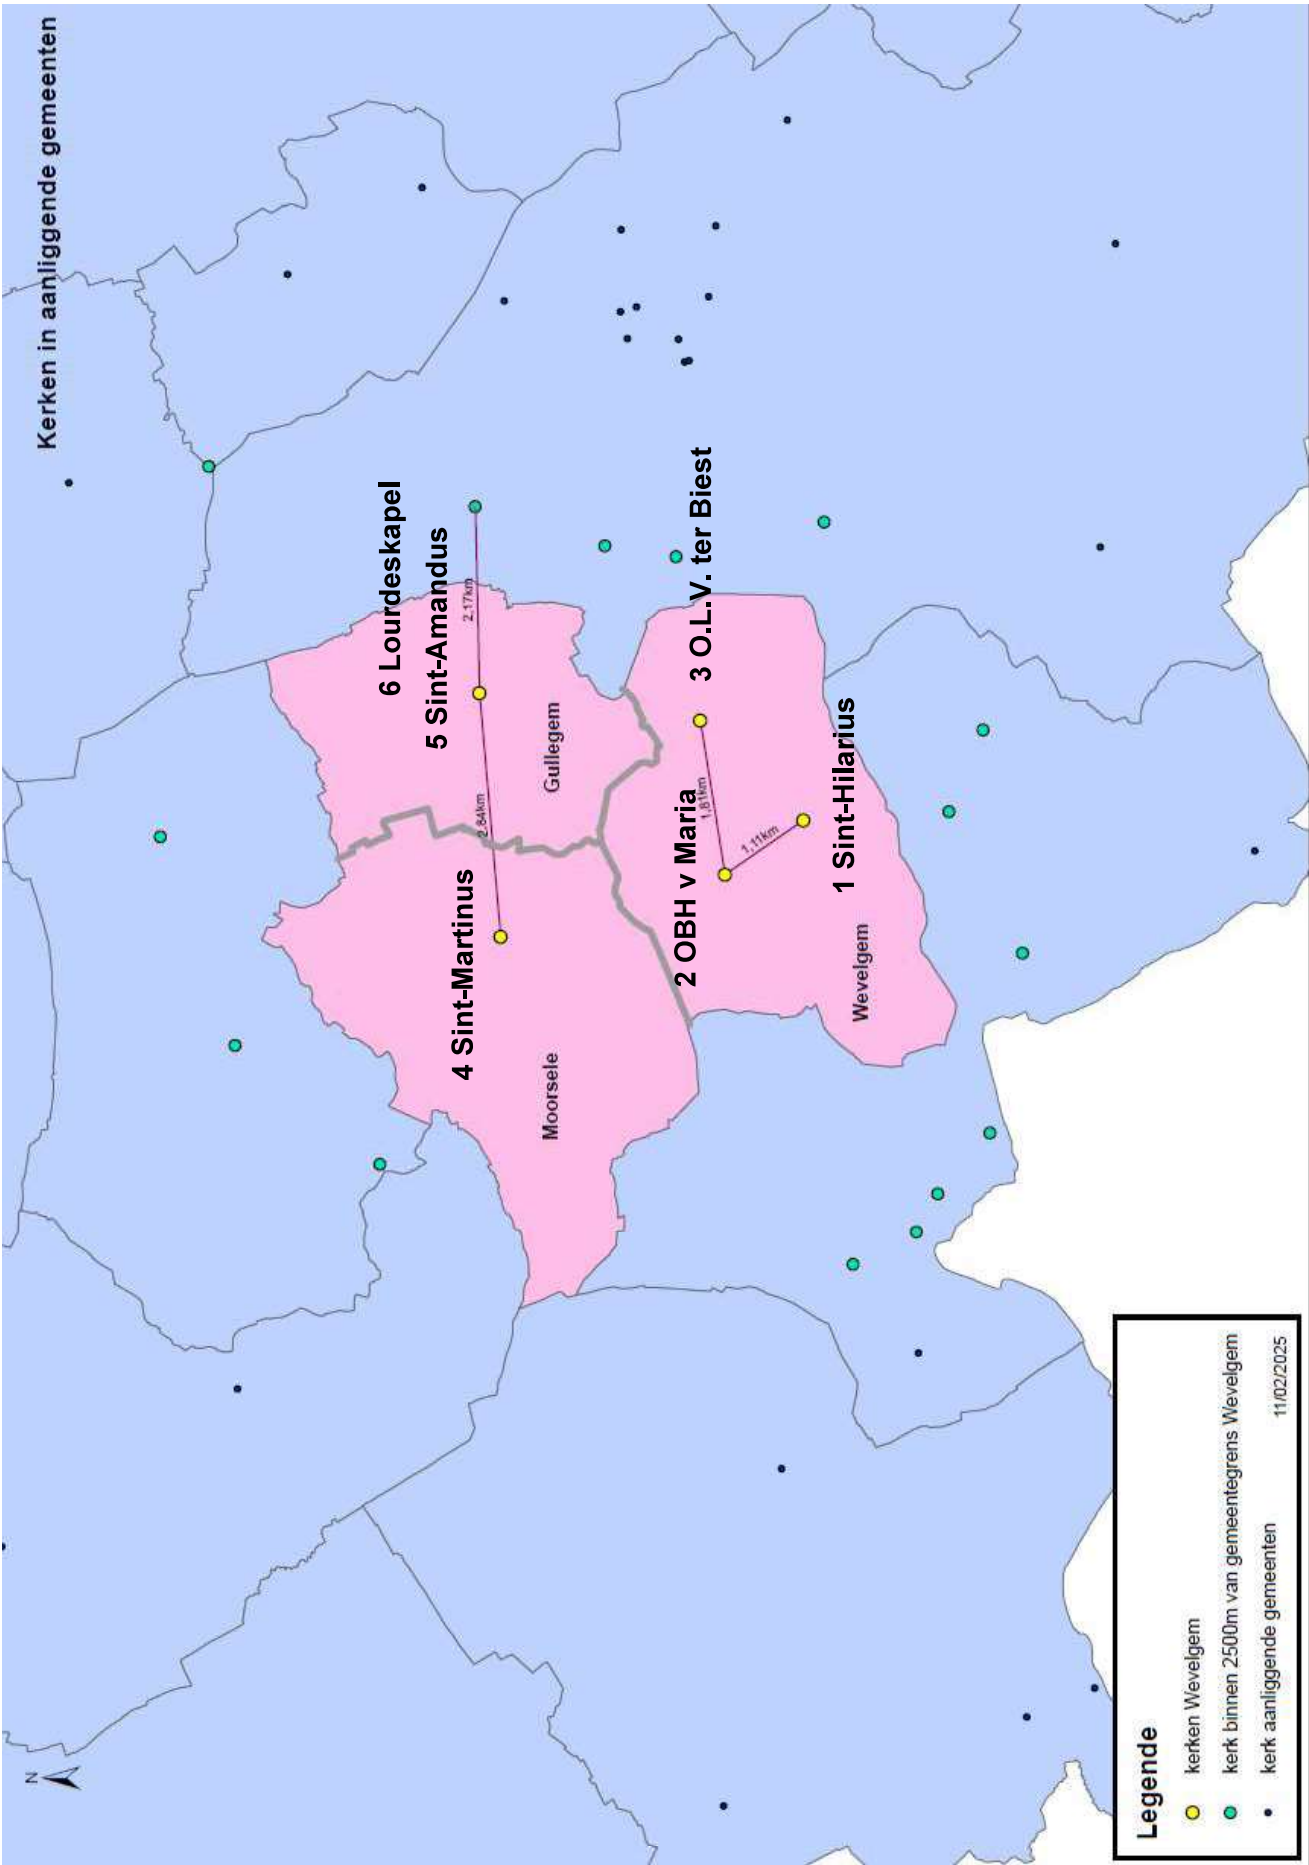 Kerken in aanliggende gemeenten
N
6 Lourdeskapel
5 Sint-Amandus
2,17km
4 Sint-Martinus
2,84km
Gullegem
Moorsele
3 O.L.V. ter Biest
2 OBH v Maria
1,81km
1,11km
1 Sint-Hilarius
Wevelgem
Legende
kerken Wevelgem
kerk binnen 2500m van gemeentegrens Wevelgem
kerk aanliggende gemeenten
11/02/2025